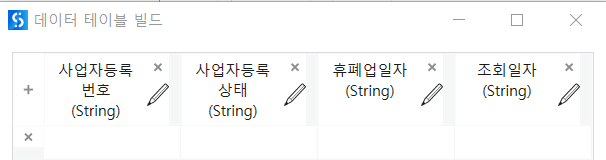 데이터 테이블 빌드
사업자등록
번호
(String)
사업자등록
상태
(String)
휴폐업일자
(String)
조회일자
(String)